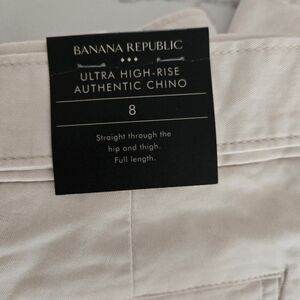 BANANA REPUBLIC
ULTRA HIGH-RISE
AUTHENTIC CHINO
8
Straight through the
hip and thigh.
Full length.